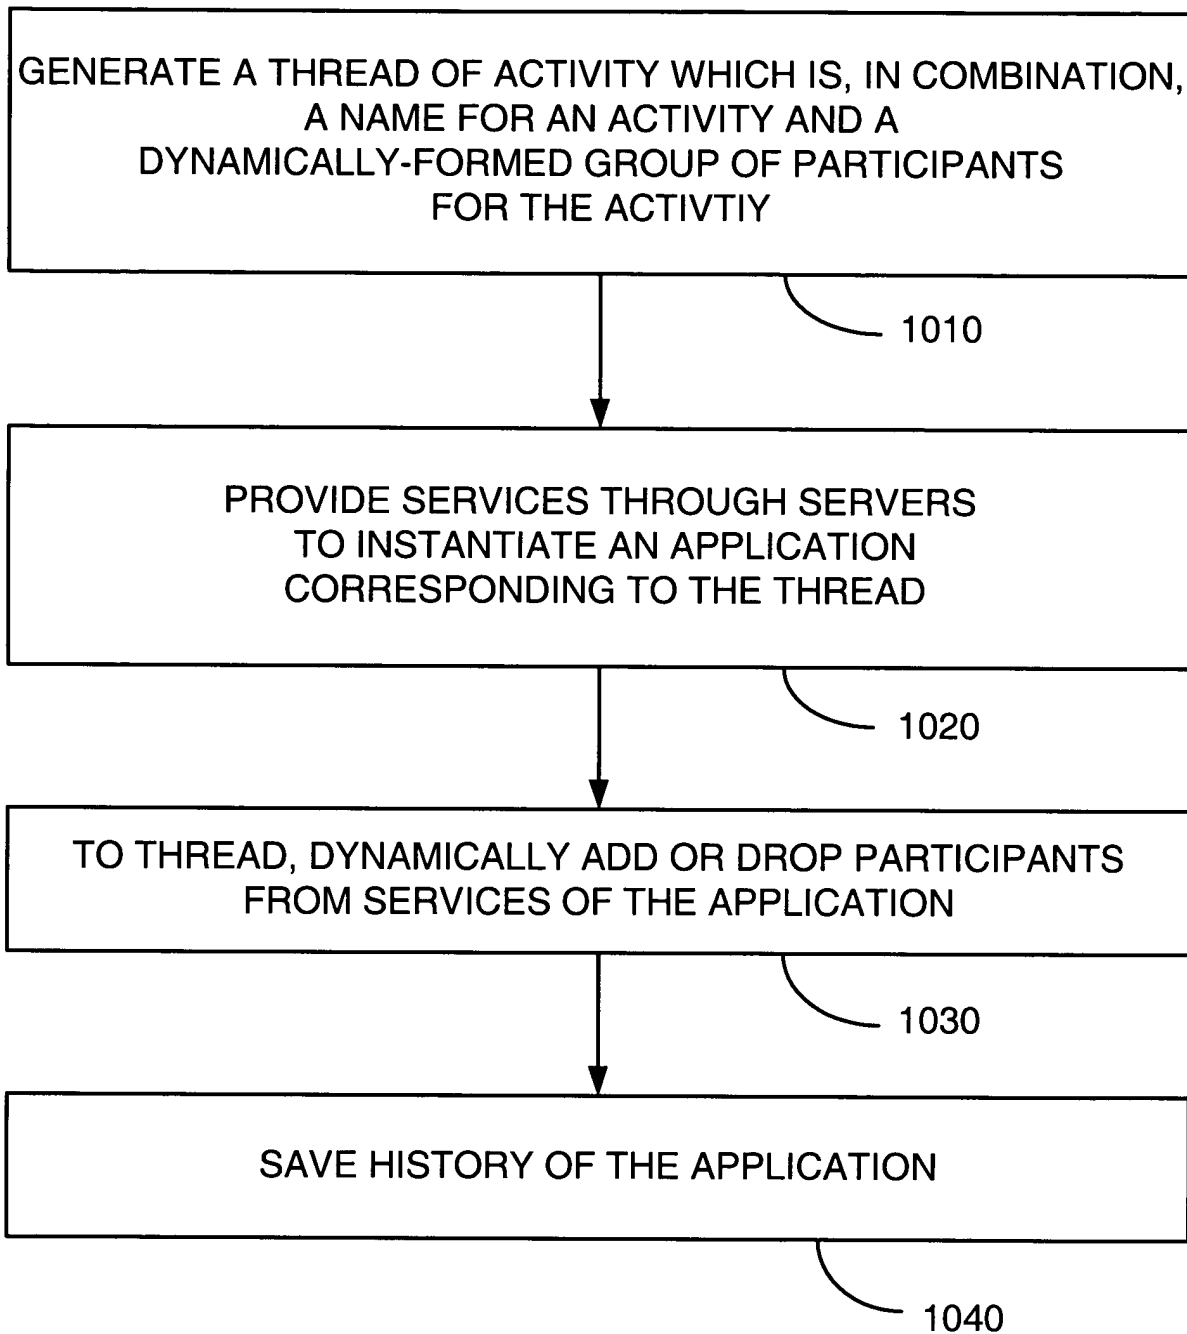 GENERATE A THREAD OF ACTIVITY WHICH IS, IN COMBINATION,
A NAME FOR AN ACTIVITY AND A
DYNAMICALLY-FORMED GROUP OF PARTICIPANTS
FOR THE ACTIVTIY
1010
PROVIDE SERVICES THROUGH SERVERS
TO INSTANTIATE AN APPLICATION
CORRESPONDING TO THE THREAD
1020
TO THREAD, DYNAMICALLY ADD OR DROP PARTICIPANTS
FROM SERVICES OF THE APPLICATION
1030
SAVE HISTORY OF THE APPLICATION
1040